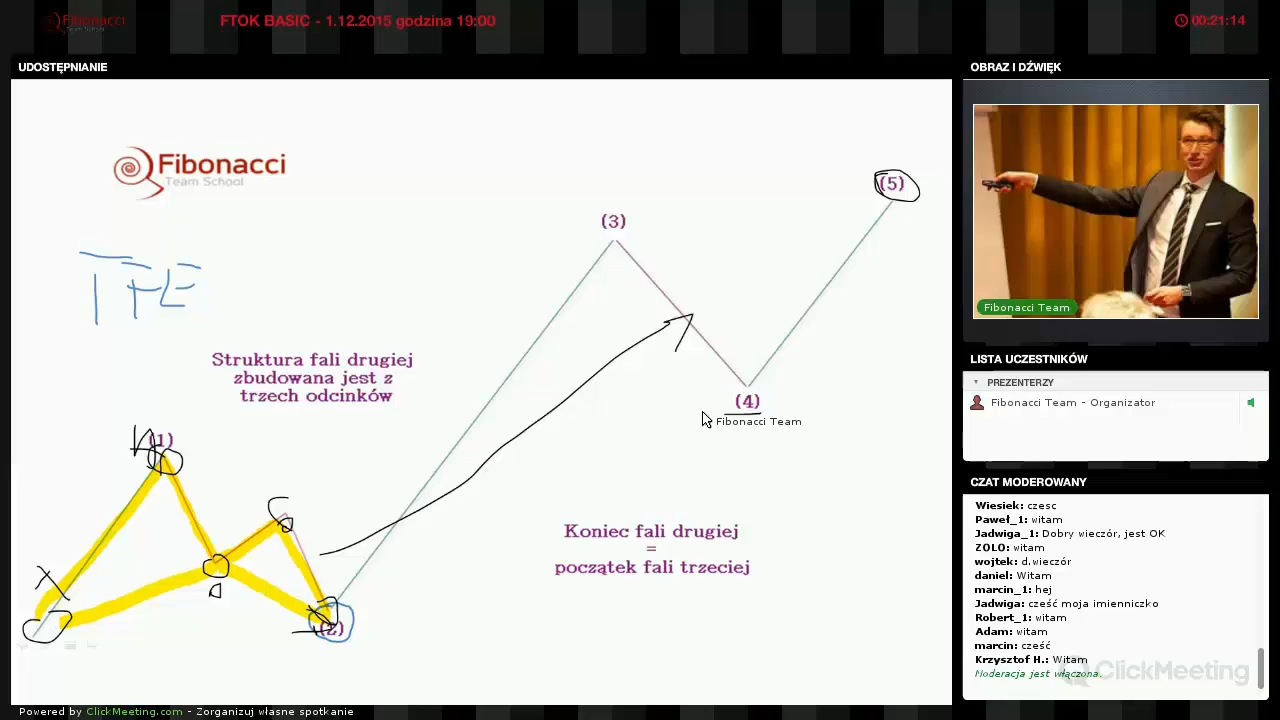 Fibonacci
Team School
FTOK BASIC - 1.12.2015 godzina 19:00
00:21:14
UDOSTĘPNIANIE
OBRAZ I DŹWIĘK
Fibonacci
Team School
(5)
(3)
TFE
Struktura fali drugiej
zbudowana jest z
trzech odcinków
(4)
Fibonacci Team
(1)
X
Koniec fali drugiej
=
początek fali trzeciej
(2)
Fibonacci Team
LISTA UCZESTNIKÓW
PREZENTERZY
Fibonacci Team - Organizator
CZAT MODEROWANY
Wiesiek: czesc
Paweł_1: witam
Jadwiga_1: Dobry wieczór, jest OK
ZOLO: witam
wojtek: d.wieczór
daniel: Witam
marcin_1: hej
Jadwiga: cześć moja imienniczko
Robert_1: witam
Adam: witam
marcin: cześć
Krzysztof H.: Witam
Moderacja jest włączona.
ClickMeeting
Powered by ClickMeeting.com - Zorganizuj własne spotkanie